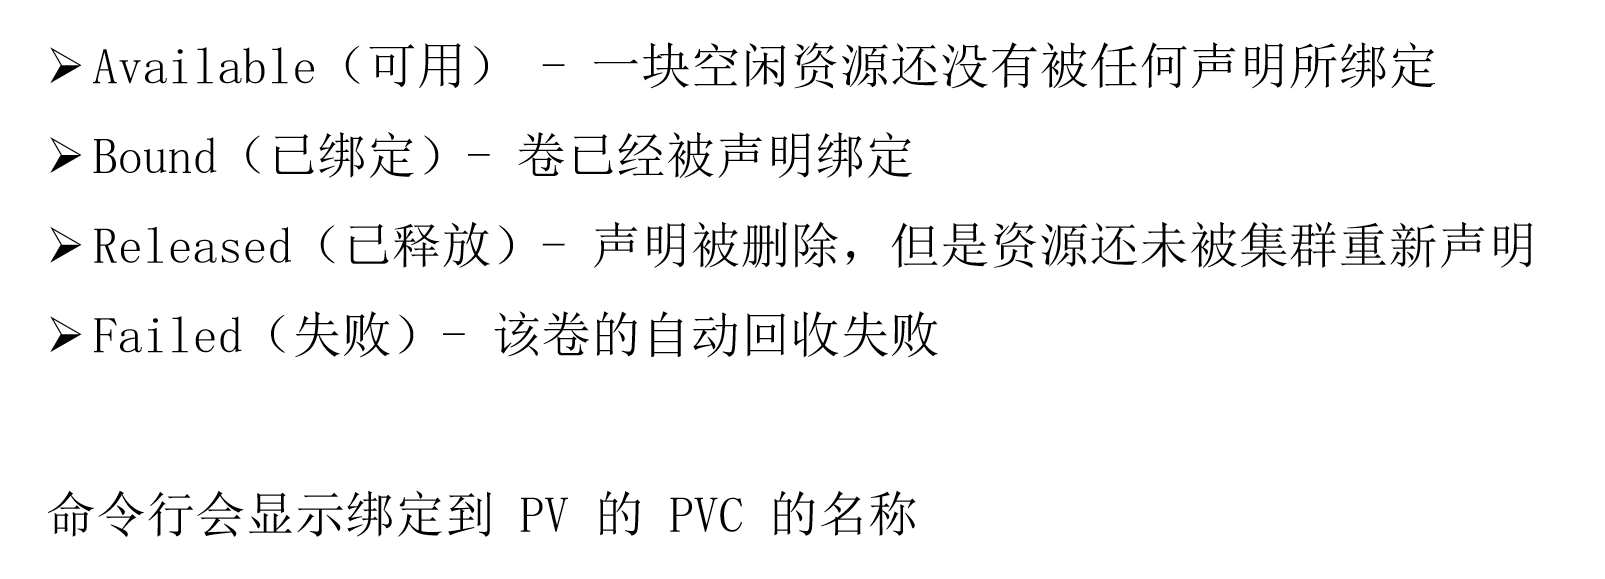 ➢Available（可用） - 一块空闲资源还没有被任何声明所绑定
➢Bound（已绑定）- 卷已经被声明绑定
➢Released（已释放）- 声明被删除，但是资源还未被集群重新声明
➢Failed（失败）- 该卷的自动回收失败
命令行会显示绑定到 PV 的 PVC 的名称